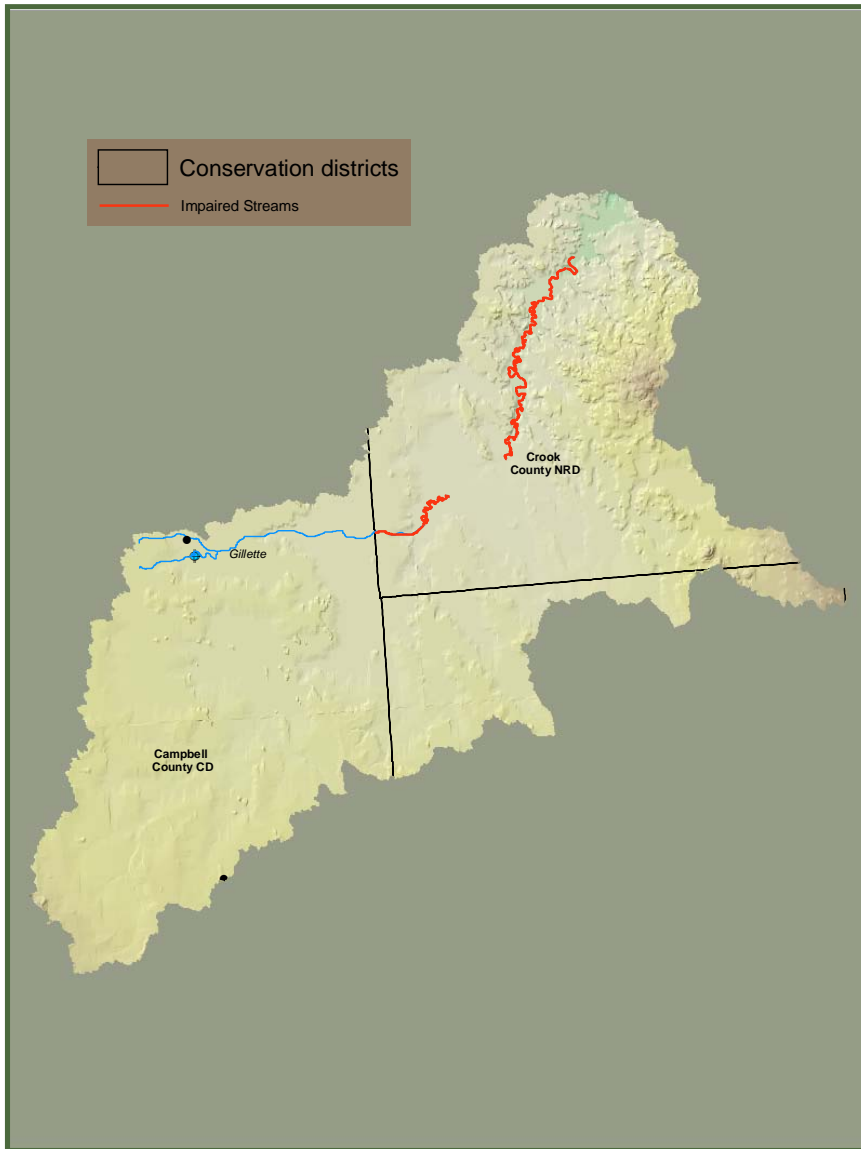 Conservation districts
Impaired Streams
Crook
County NRD
Gillette
Campbell
County CD